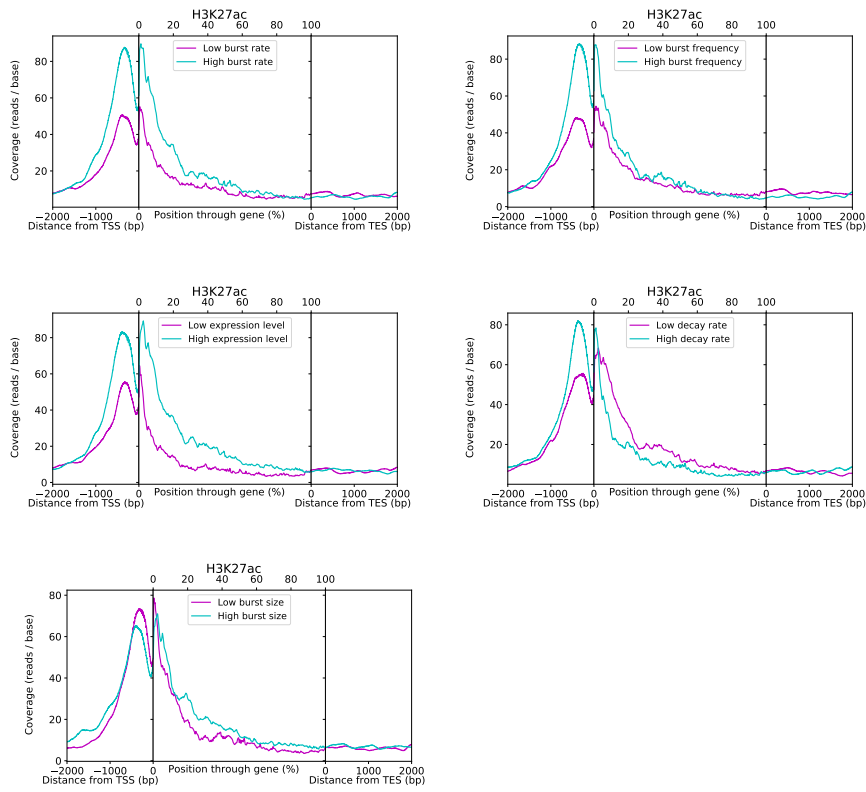 H3K27ac
0 20 40 60 80 100
Low burst rate
High burst rate
Coverage (reads / base)
80
60
40
20
−2000 −1000 0 Position through gene (%) 0 1000 2000
Distance from TSS (bp) Distance from TES (bp)
H3K27ac
0 20 40 60 80 100
Low burst frequency
High burst frequency
Coverage (reads / base)
80
60
40
20
0
−2000 −1000 0 Position through gene (%) 0 1000 2000
Distance from TSS (bp) Distance from TES (bp)
H3K27ac
0 20 40 60 80 100
Low expression level
High expression level
Coverage (reads / base)
80
60
40
20
0
−2000 −1000 0 Position through gene (%) 0 1000 2000
Distance from TSS (bp) Distance from TES (bp)
H3K27ac
0 20 40 60 80 100
Low decay rate
High decay rate
Coverage (reads / base)
80
60
40
20
−2000 −1000 0 Position through gene (%) 0 1000 2000
Distance from TSS (bp) Distance from TES (bp)
H3K27ac
0 20 40 60 80 100
Low burst size
High burst size
Coverage (reads / base)
80
60
40
20
0
−2000 −1000 0 Position through gene (%) 0 1000 2000
Distance from TSS (bp) Distance from TES (bp)